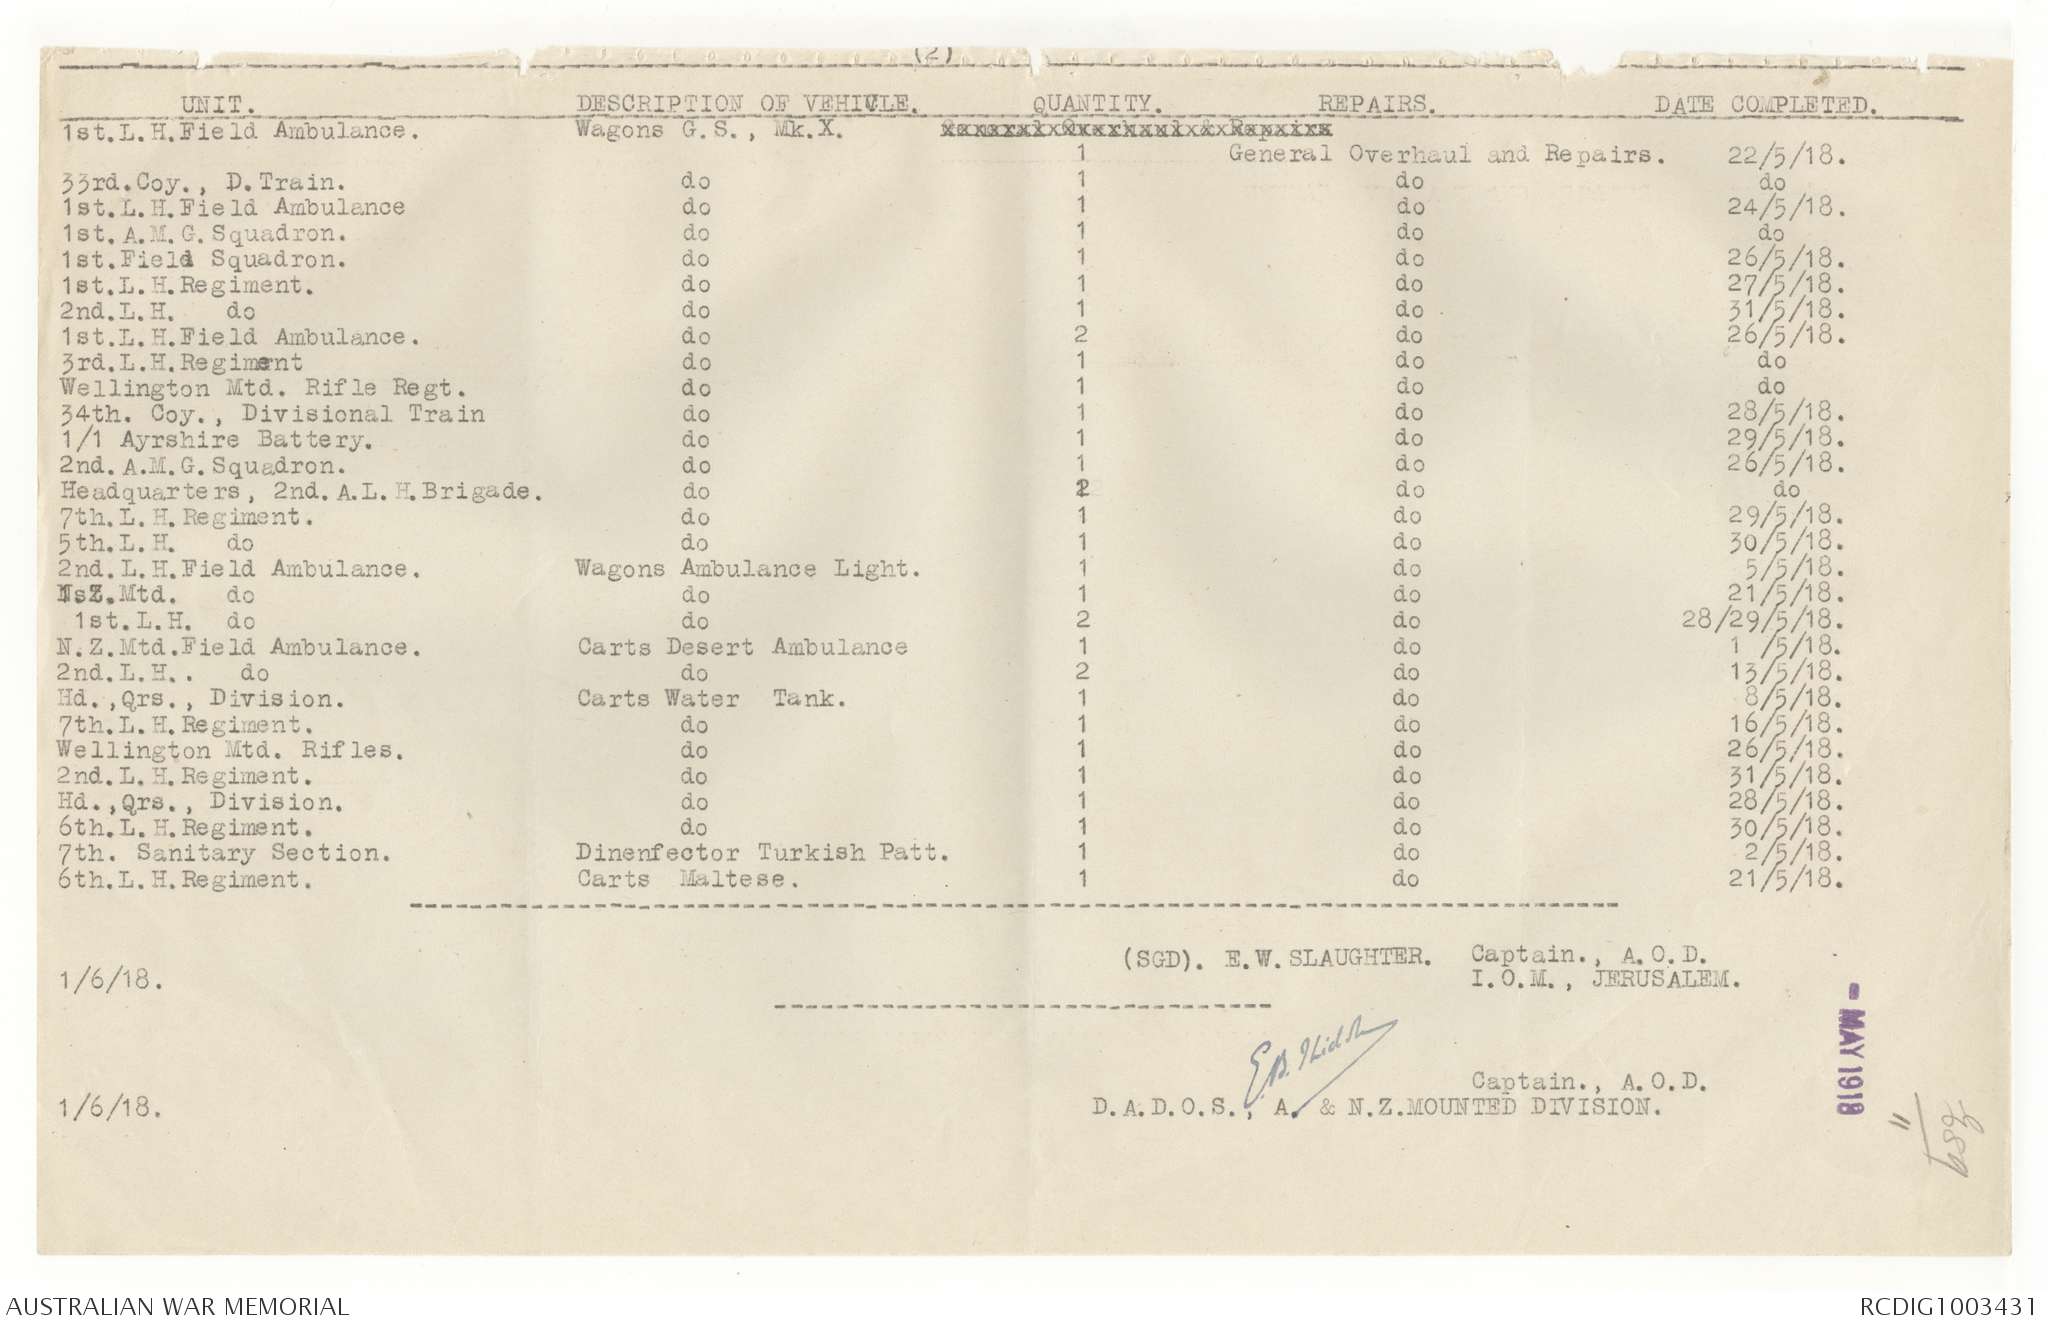 (2)
UNIT. DESCRIPTION OF VEHICLE. QUANTITY. REPAIRS. DATE COMPLETED.
1st.L.H.Field Ambulance. Wagons G.S., Mk.X. General Overhaul & Repairs
1 General Overhaul and Repairs. 22/5/18.
33rd.Coy., D.Train. do 1 do do
1st.L.H.Field Ambulance do 1 do 24/5/18.
1st. A.M.G.Squadron. do 1 do do
1st.Field Squadron. do 1 do 26/5/18.
1st.L.H.Regiment. do 1 do 27/5/18.
2nd.L.H. do do 1 do 31/5/18.
1st.L.H.Field Ambulance. do 2 do 26/5/18.
3rd.L.H.Regiment do 1 do do
Wellington Mtd. Rifle Regt. do 1 do do
34th. Coy., Divisional Train do 1 do 28/5/18.
1/1 Ayrshire Battery. do 1 do 29/5/18.
2nd. A.M.G.Squadron. do 1 do 26/5/18.
Headquarters, 2nd. A.L.H.Brigade. do 2 do do
7th.L.H.Regiment. do 1 do 29/5/18.
5th.L.H. do do 1 do 30/5/18.
2nd.L.H.Field Ambulance. Wagons Ambulance Light. 1 do 5/5/18.
N.Z.Mtd. do do 1 do 21/5/18.
1st.L.H. do do 2 do 28/29/5/18.
N.Z.Mtd.Field Ambulance. Carts Desert Ambulance 1 do 1 /5/18.
2nd.L.H.. do do 2 do 13/5/18.
Hd.,Qrs., Division. Carts Water Tank. 1 do 8/5/18.
7th.L.H.Regiment. do 1 do 16/5/18.
Wellington Mtd. Rifles. do 1 do 26/5/18.
2nd.L.H.Regiment. do 1 do 31/5/18.
Hd.,Qrs., Division. do 1 do 28/5/18.
6th.L.H.Regiment. do 1 do 30/5/18.
7th. Sanitary Section. Dinenfector Turkish Patt. 1 do 2/5/18.
6th.L.H.Regiment. Carts Maltese. 1 do 21/5/18.
(SGD). E.W.SLAUGHTER. Captain., A.O.D.
1/6/18. I.O.M., JERUSALEM.
- MAY 1918
Captain., A.O.D.
1/6/18. D.A.D.O.S., A. & N.Z.MOUNTED DIVISION.
AUSTRALIAN WAR MEMORIAL RCDIG1003431